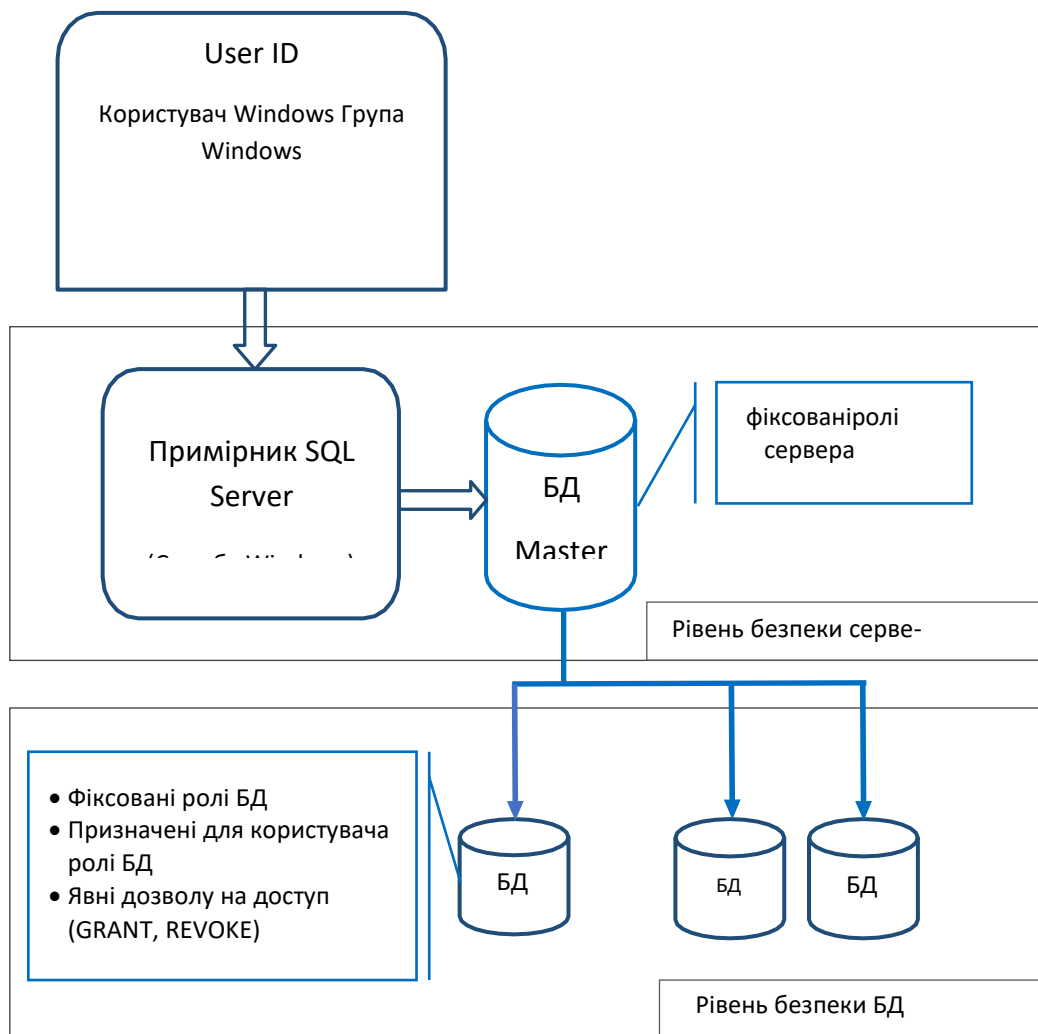 User ID
Користувач Windows Група
Windows
Примірник SQL
Server
БД
Master
фіксованіролі
сервера
Рівень безпеки серве-
• Фіксовані ролі БД
• Призначені для користувача
ролі БД
• Явні дозволу на доступ
(GRANT, REVOKE)
БД
БД
БД
Рівень безпеки БД